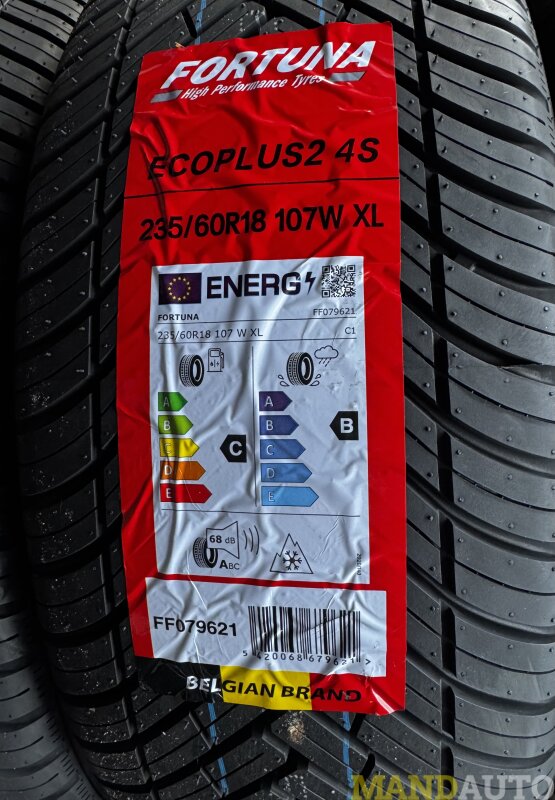 FORTUNA
High Performance Tyres
ECOPLUS2 4S
235/60R18 107W XL
ENERG
FORTUNA FF079621
235/60R18 107 W XL C1
A A
B B B
C C C
D D
E E
68 dB
ABC
FF079621
5 420068 679621 >
BELGIAN BRAND
MANDAUTO